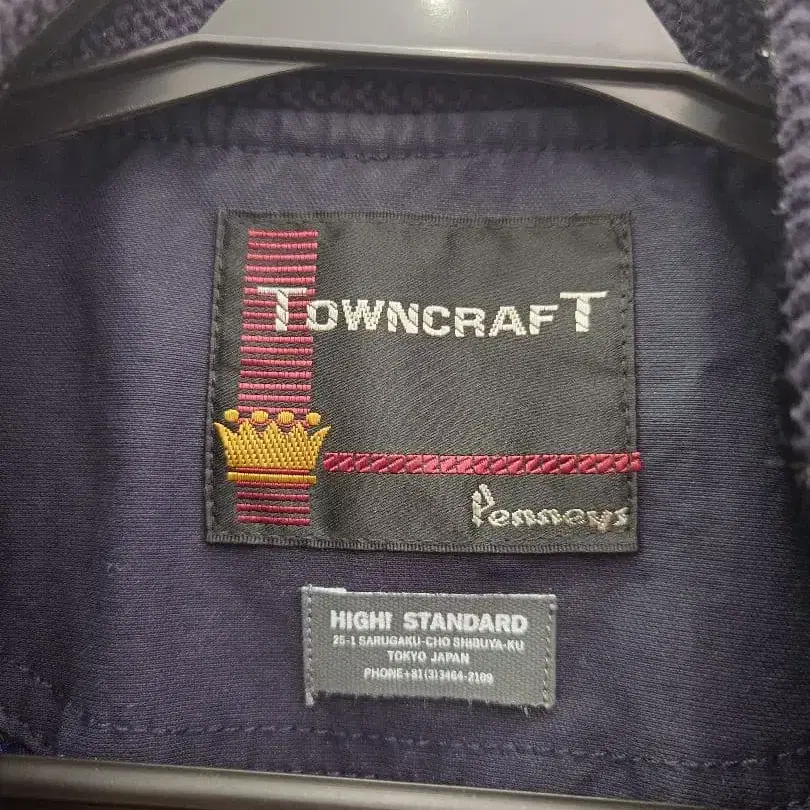 TOWNCRAFT
Penneys
HIGH! STANDARD
25-1 SARUGAKU-CHO SHIBUYA-KU
TOKYO JAPAN
PHONE+81(3)3464-2109